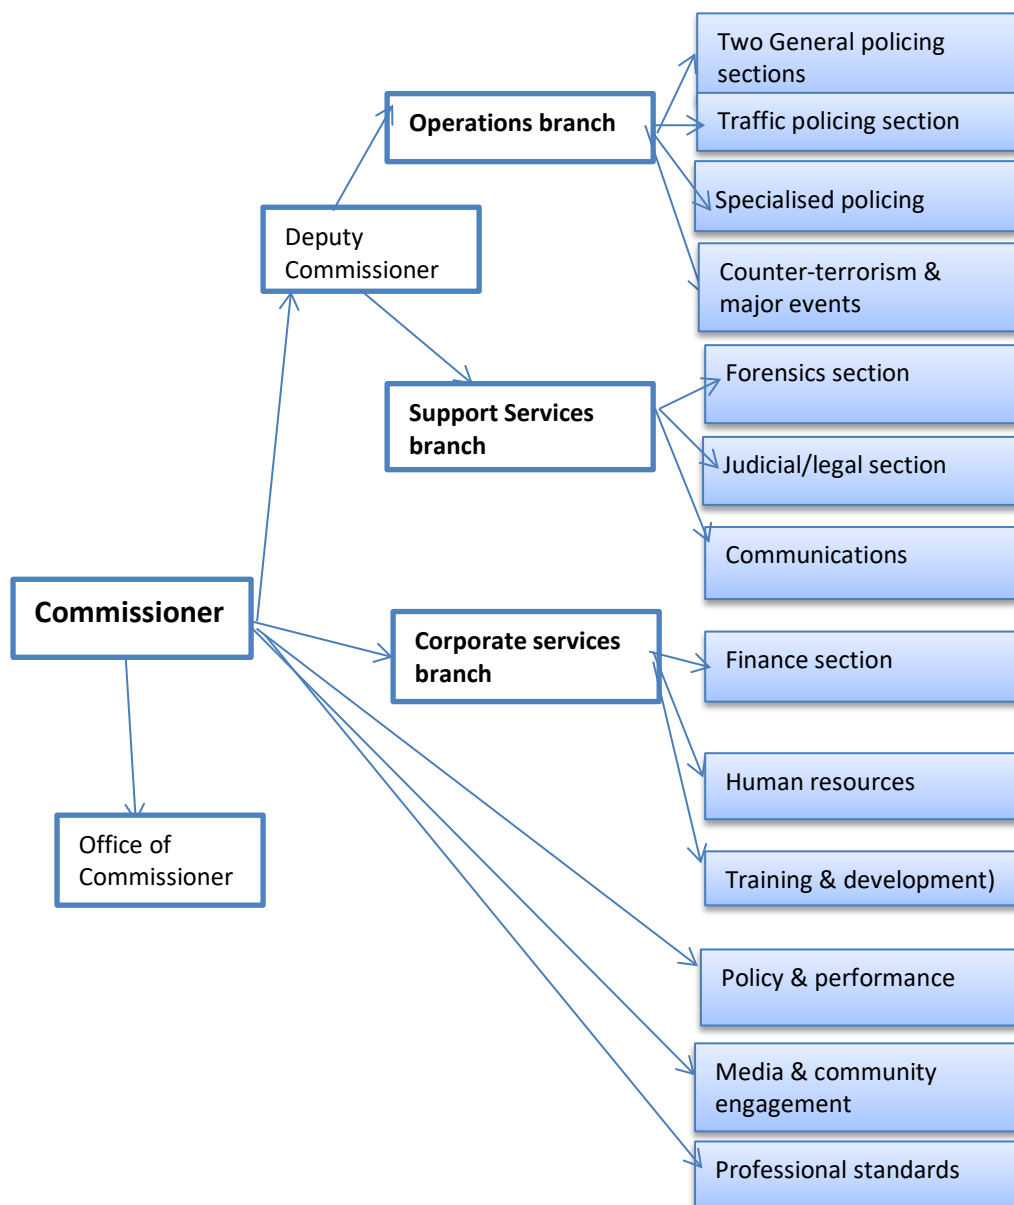 Two General policing
sections
Operations branch
Traffic policing section
Specialised policing
Deputy
Commissioner
Counter-terrorism &
major events
Forensics section
Support Services
branch
Judicial/legal section
Communications
Commissioner
Corporate services
branch
Finance section
Human resources
Office of
Commissioner
Training & development)
Policy & performance
Media & community
engagement
Professional standards